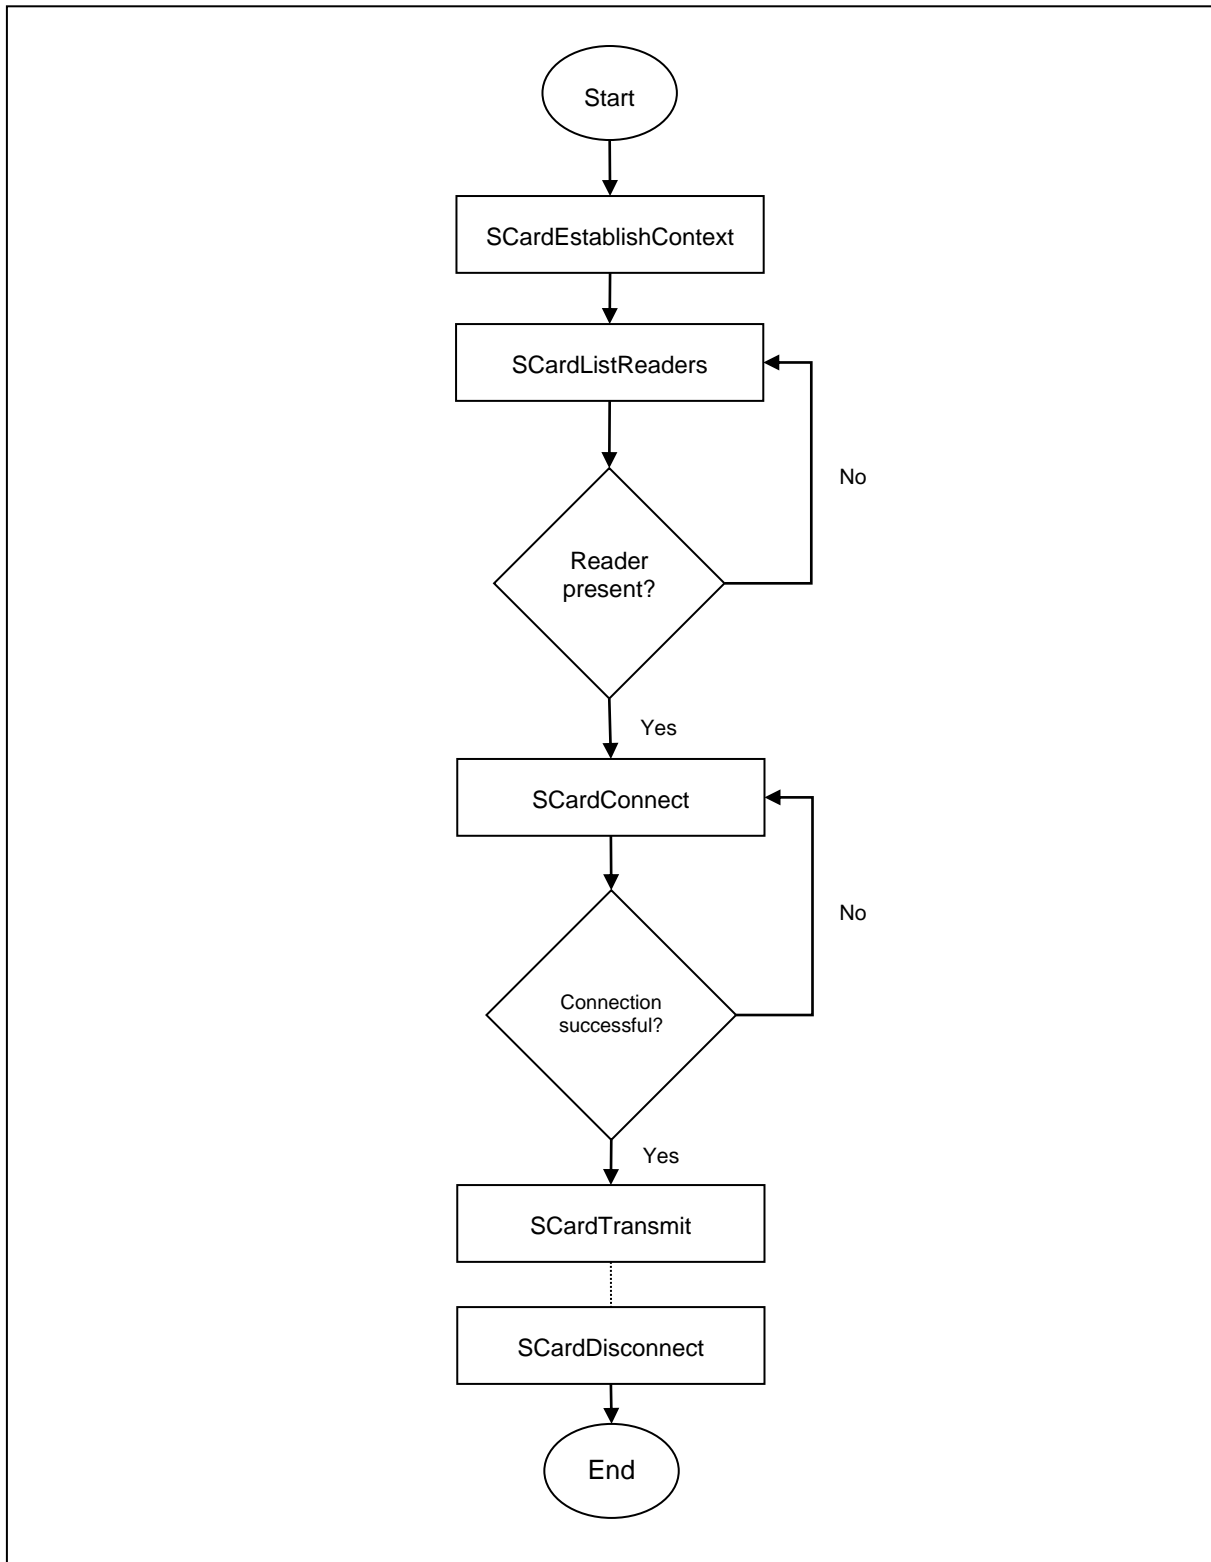 Start
SCardEstablishContext
SCardListReaders
No
Reader
present?
Yes
SCardConnect
No
Connection
successful?
Yes
SCardTransmit
SCardDisconnect
End